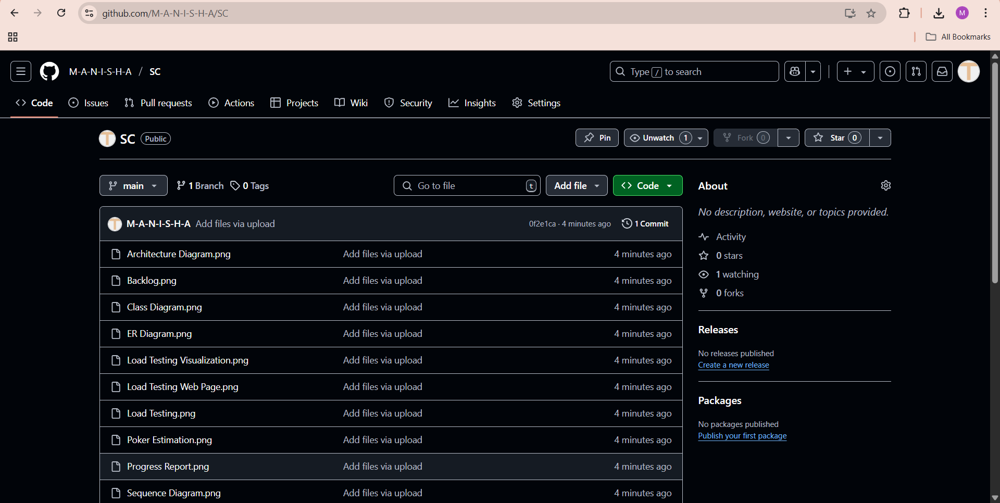 github.com/M-A-N-I-S-H-A/SC
M
All Bookmarks
M-A-N-I-S-H-A / SC
Type / to search
Code Issues Pull requests Actions Projects Wiki Security Insights Settings
SC Public
Pin Unwatch 1 Fork 0 Star 0
main 1 Branch 0 Tags
Go to file t Add file Code
M-A-N-I-S-H-A Add files via upload 0f2e1ca · 4 minutes ago 1 Commit
Architecture Diagram.png Add files via upload 4 minutes ago
Backlog.png Add files via upload 4 minutes ago
Class Diagram.png Add files via upload 4 minutes ago
ER Diagram.png Add files via upload 4 minutes ago
Load Testing Visualization.png Add files via upload 4 minutes ago
Load Testing Web Page.png Add files via upload 4 minutes ago
Load Testing.png Add files via upload 4 minutes ago
Poker Estimation.png Add files via upload 4 minutes ago
Progress Report.png Add files via upload 4 minutes ago
Sequence Diagram.png Add files via upload 4 minutes ago
About
No description, website, or topics provided.
Activity
0 stars
1 watching
0 forks
Releases
No releases published
Create a new release
Packages
No packages published
Publish your first package